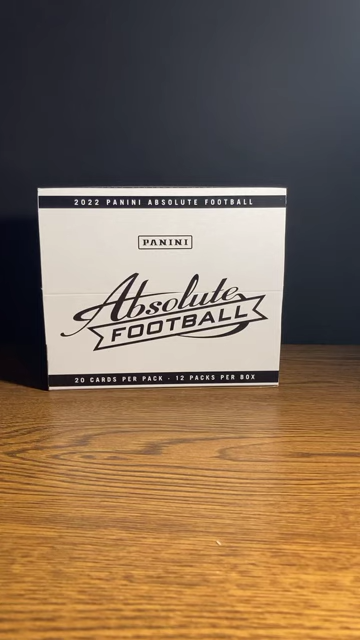 2022 PANINI ABSOLUTE FOOTBALL
PANINI
Absolute
FOOTBALL
20 CARDS PER PACK · 12 PACKS PER BOX